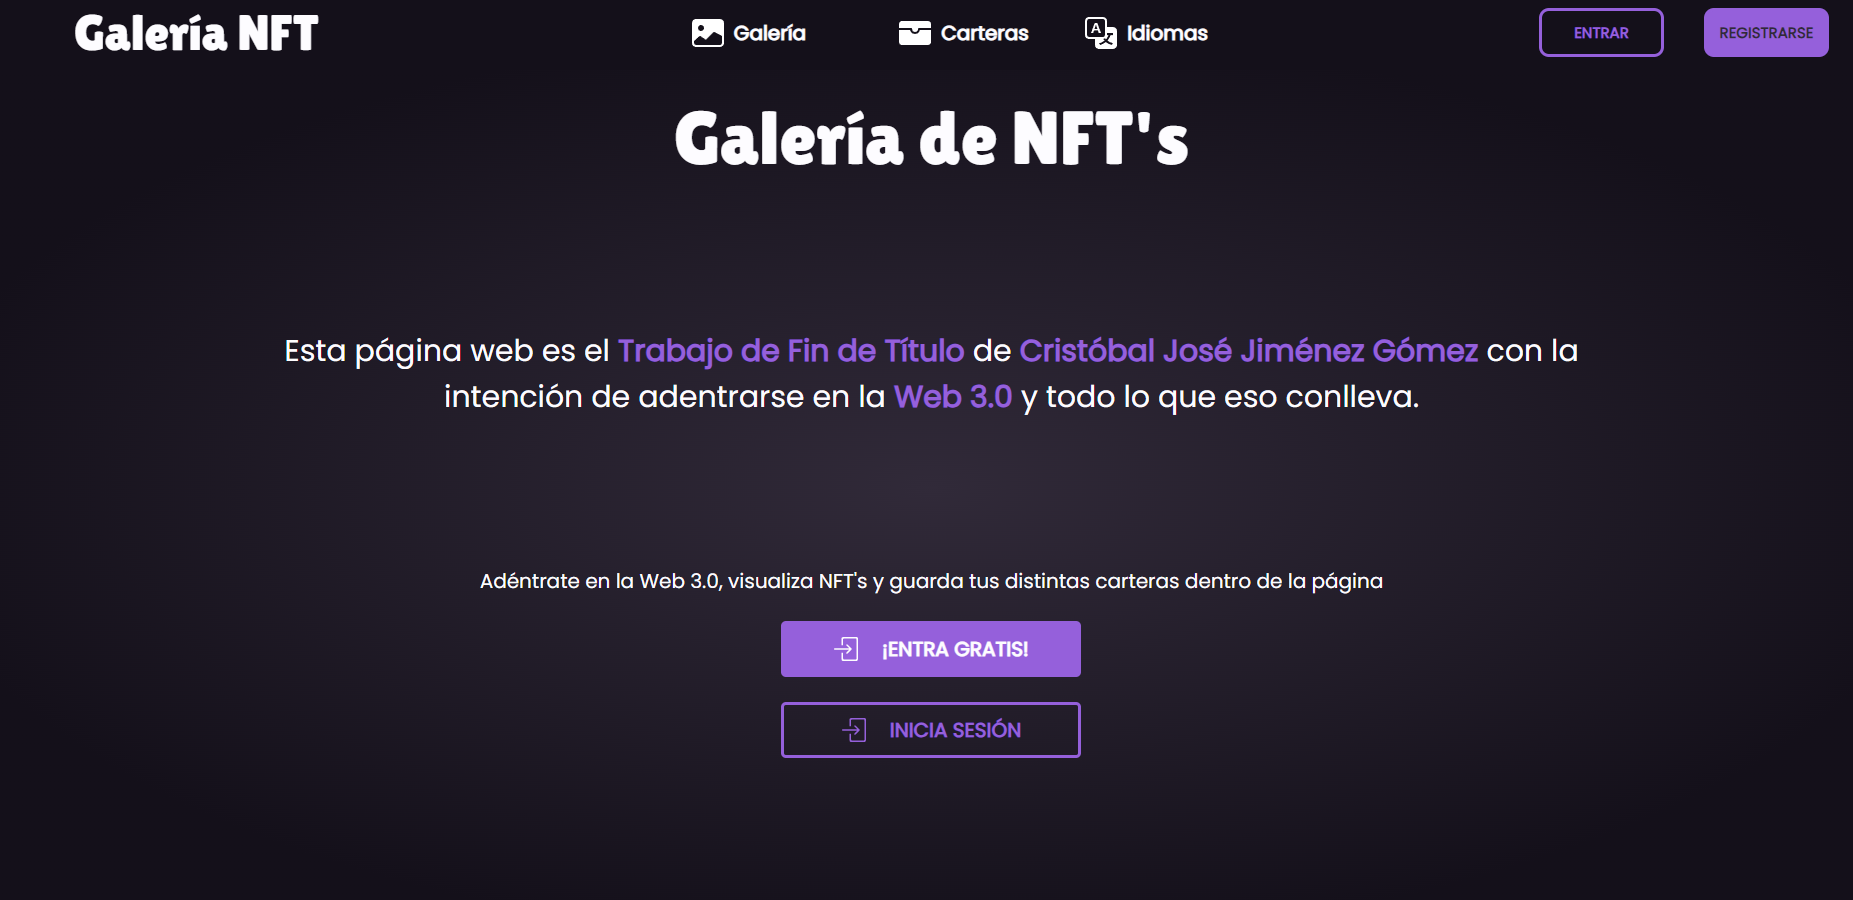 Galería NFT
Galería
Carteras
Idiomas
ENTRAR
REGISTRARSE
Galería de NFT's
Esta página web es el Trabajo de Fin de Título de Cristóbal José Jiménez Gómez con la
intención de adentrarse en la Web 3.0 y todo lo que eso conlleva.
Adéntrate en la Web 3.0, visualiza NFT's y guarda tus distintas carteras dentro de la página
¡ENTRA GRATIS!
INICIA SESIÓN